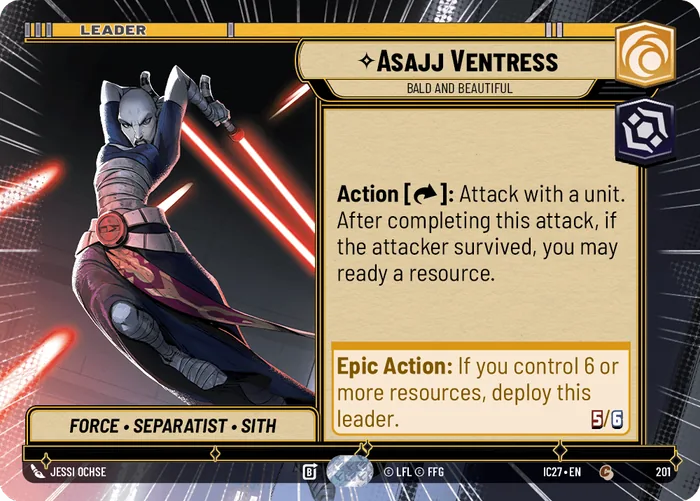 LEADER
✧ASAJJ VENTRESS
BALD AND BEAUTIFUL
Action [↷]: Attack with a unit.
After completing this attack, if
the attacker survived, you may
ready a resource.
Epic Action: If you control 6 or
more resources, deploy this
leader.
5/6
FORCE • SEPARATIST • SITH
JESSI OCHSE
B
© LFL © FFG
IC27 • EN
C
201